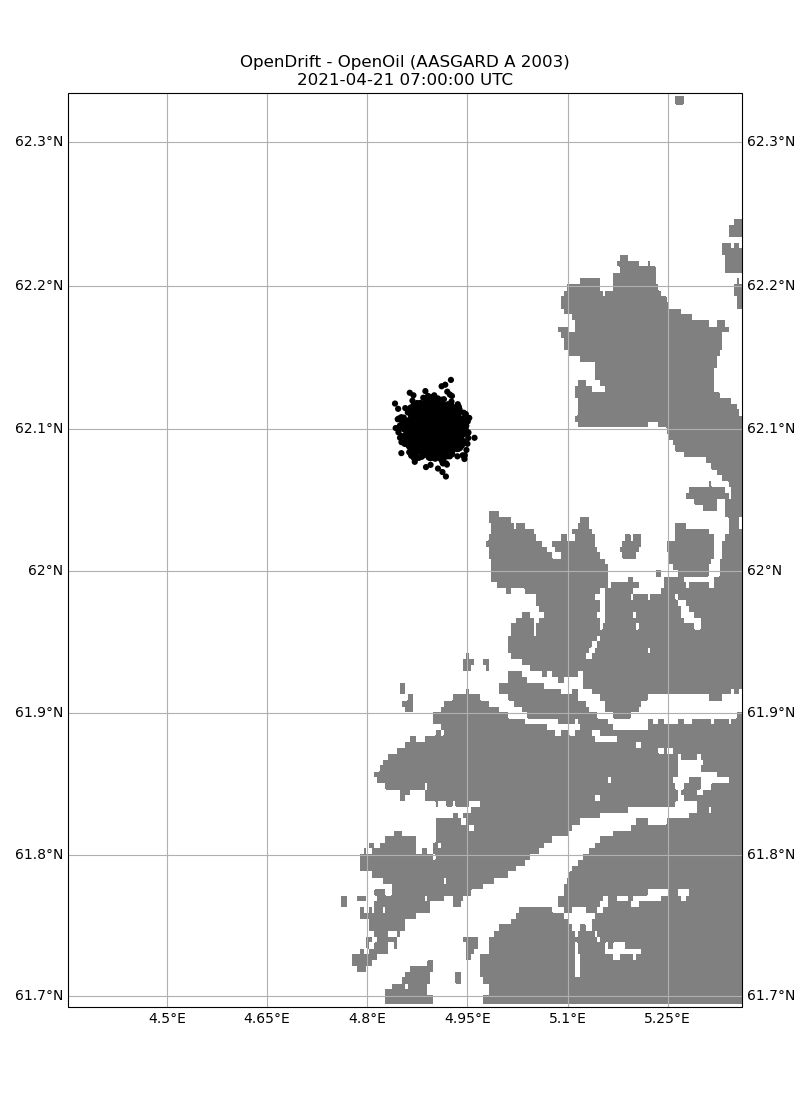 OpenDrift - OpenOil (AASGARD A 2003)
2021-04-21 07:00:00 UTC
62.3°N 62.3°N
62.2°N 62.2°N
62.1°N 62.1°N
62°N 62°N
61.9°N 61.9°N
61.8°N 61.8°N
61.7°N 61.7°N
4.5°E 4.65°E 4.8°E 4.95°E 5.1°E 5.25°E